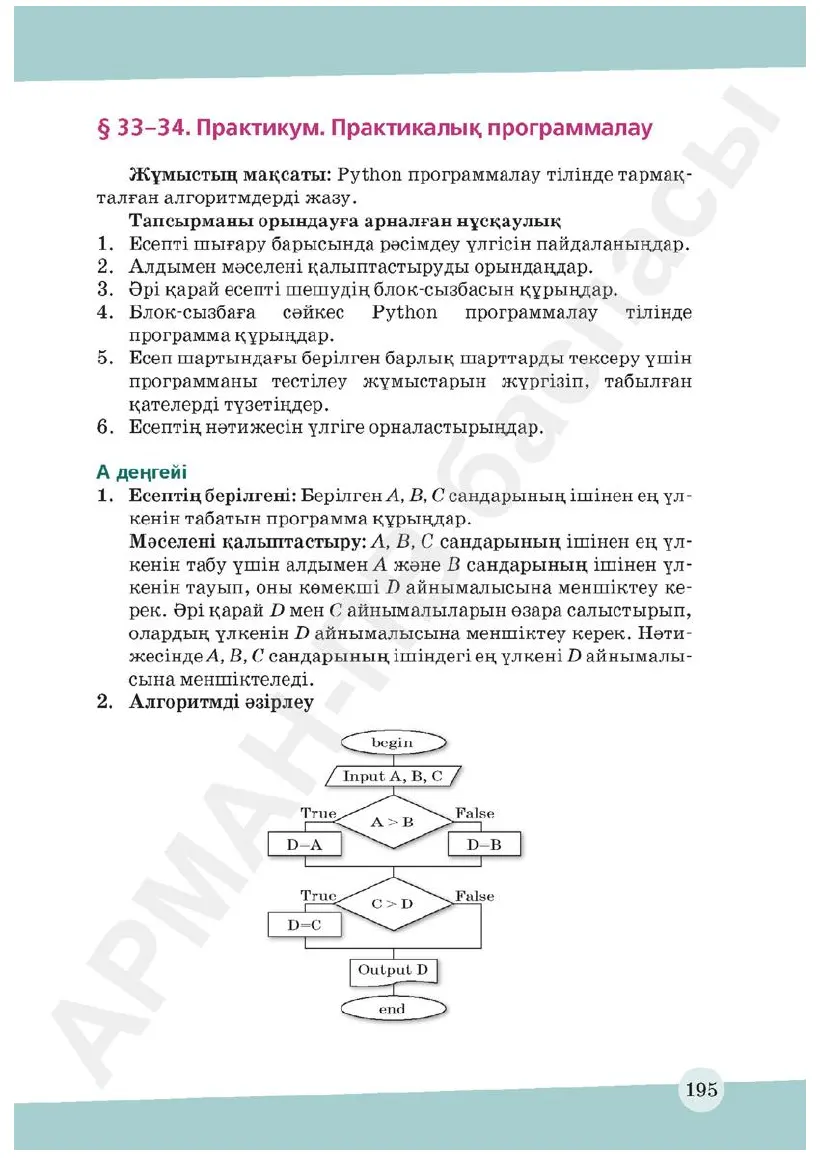 § 33–34. Практикум. Практикалық программалау
Жұмыстың мақсаты: Python программалау тілінде тармақ-
талған алгоритмдерді жазу.
Тапсырманы орындауға арналған нұсқаулық
1. Есепті шығару барысында рәсімдеу үлгісін пайдаланыңдар.
2. Алдымен мәселені қалыптастыруды орындаңдар.
3. Әрі қарай есепті шешудің блок-сызбасын құрыңдар.
4. Блок-сызбаға сәйкес Python программалау тілінде
программа құрыңдар.
5. Есеп шартындағы берілген барлық шарттарды тексеру үшін
программаны тестілеу жұмыстарын жүргізіп, табылған
қателерді түзетіңдер.
6. Есептің нәтижесін үлгіге орналастырыңдар.
А деңгейі
1. Есептің берілгені: Берілген A, B, C сандарының ішінен ең үл-
кенін табатын программа құрыңдар.
Мәселені қалыптастыру: A, B, C сандарының ішінен ең үл-
кенін табу үшін алдымен A және B сандарының ішінен үл-
кенін тауып, оны көмекші D айнымалысына меншіктеу ке-
рек. Әрі қарай D мен C айнымалыларын өзара салыстырып,
олардың үлкенін D айнымалысына меншіктеу керек. Нәти-
жесінде A, B, C сандарының ішіндегі ең үлкені D айнымалы-
сына меншіктеледі.
2. Алгоритмді әзірлеу
begin
Input A, B, C
True A > B False
D–A D–B
True C > D False
D=C
Output D
end
195
АРМАН-ПВ баспасы